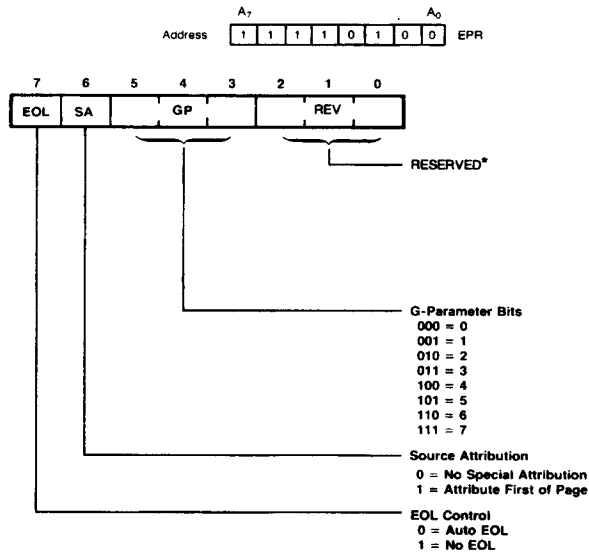 A7 A0
Address 1 1 1 1 0 1 0 0 EPR
7 6 5 4 3 2 1 0
EOL SA GP REV
RESERVED*
G-Parameter Bits
000 = 0
001 = 1
010 = 2
011 = 3
100 = 4
101 = 5
110 = 6
111 = 7
Source Attribution
0 = No Special Attribution
1 = Attribute First of Page
EOL Control
0 = Auto EOL
1 = No EOL